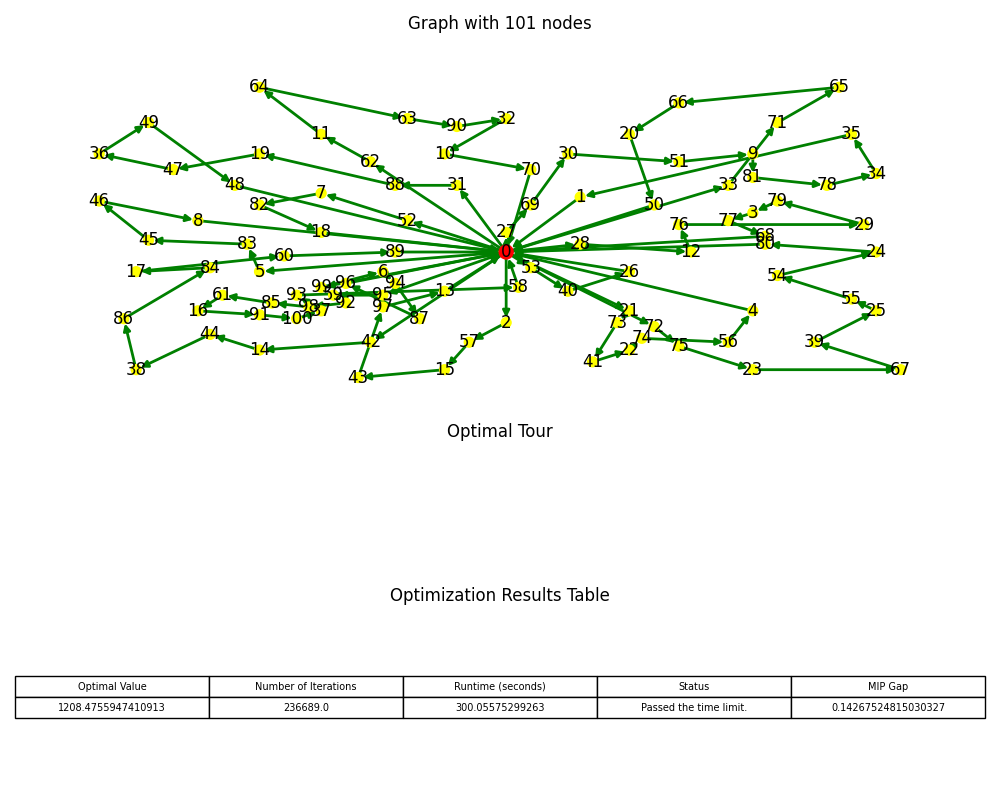 Graph with 101 nodes
64 65
66
49 63 90 32 71
11 20 35
36 19 10 30 9
47 62 70 51 81 34
48 88 31 33 78
7 1
46 82 69 50 79
8 52 3
18 27 76 77 29
45 83 28 68
60 89 0 12 80 24
17 84 5 6 53 26 54
99 96 94 58 40
61 93 59 95 13 55
16 85 98 92 97 21 4 25
86 91 100 37 87 2 73 72
44 42 57 74 56 39
14 22 75
41
38 43 15 23 67
Optimal Tour
Optimization Results Table
Optimal Value Number of Iterations Runtime (seconds) Status MIP Gap
1208.4755947410913 236689.0 300.05575299263 Passed the time limit. 0.14267524815030327